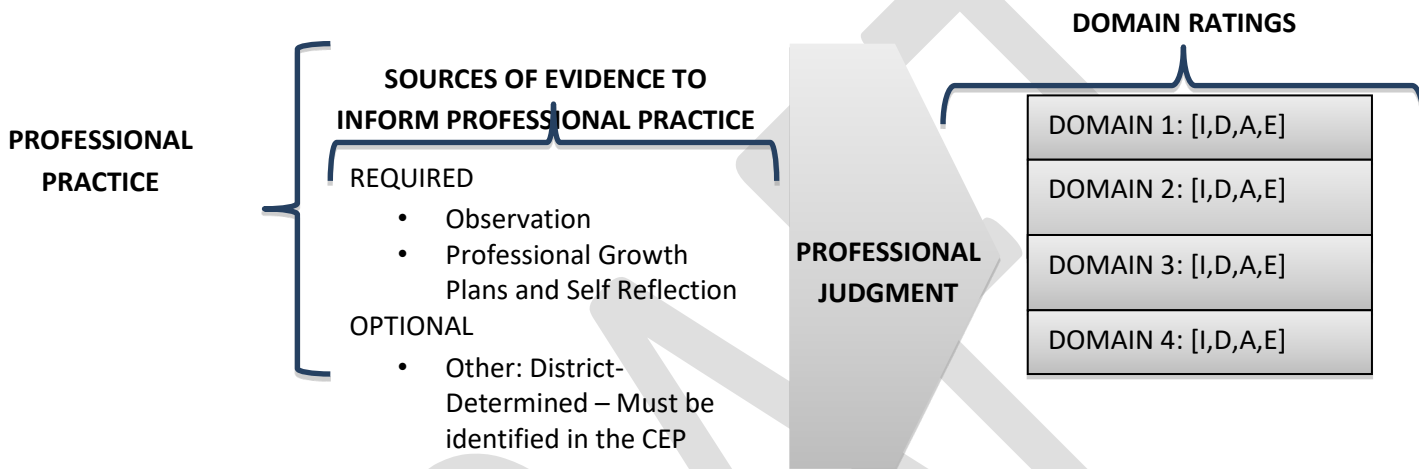 PROFESSIONAL
PRACTICE
SOURCES OF EVIDENCE TO
INFORM PROFESSIONAL PRACTICE
REQUIRED
• Observation
• Professional Growth
Plans and Self Reflection
OPTIONAL
• Other: District-
Determined – Must be
identified in the CEP
PROFESSIONAL
JUDGMENT
DOMAIN RATINGS
DOMAIN 1: [I,D,A,E]
DOMAIN 2: [I,D,A,E]
DOMAIN 3: [I,D,A,E]
DOMAIN 4: [I,D,A,E]